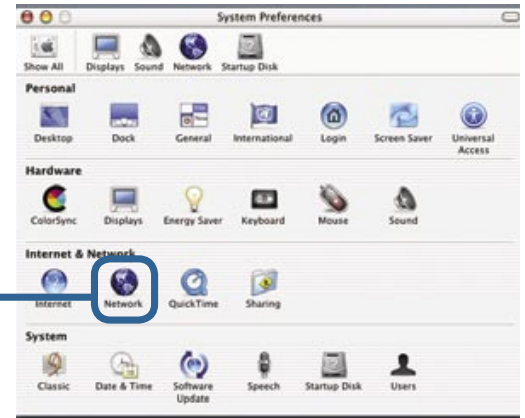 System Preferences
Show All Displays Sound Network Startup Disk
Personal
Desktop Dock General International Login Screen Saver Universal Access
Hardware
ColorSync Displays Energy Saver Keyboard Mouse Sound
Internet & Network
Internet Network QuickTime Sharing
System
Classic Date & Time Software Update Speech Startup Disk Users